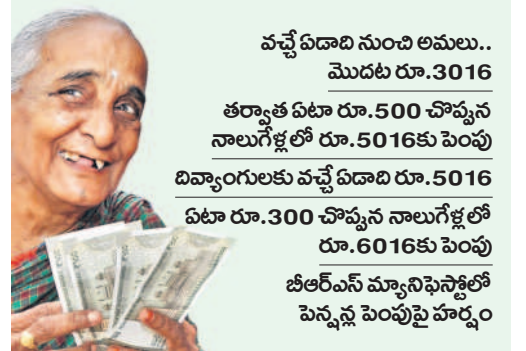 వచ్చే ఏడాది నుంచి అమలు..
మొదట రూ.3016
తర్వాత ఏటా రూ.500 చొప్పున
నాలుగేళ్లలో రూ.5016కు పెంపు
దివ్యాంగులకు వచ్చే ఏడాది రూ.5016
ఏటా రూ.300 చొప్పున నాలుగేళ్లలో
రూ.6016కు పెంపు
బీఆర్ఎస్ మ్యానిఫెస్టోలో
పెన్షన్ల పెంపుపై హర్షం